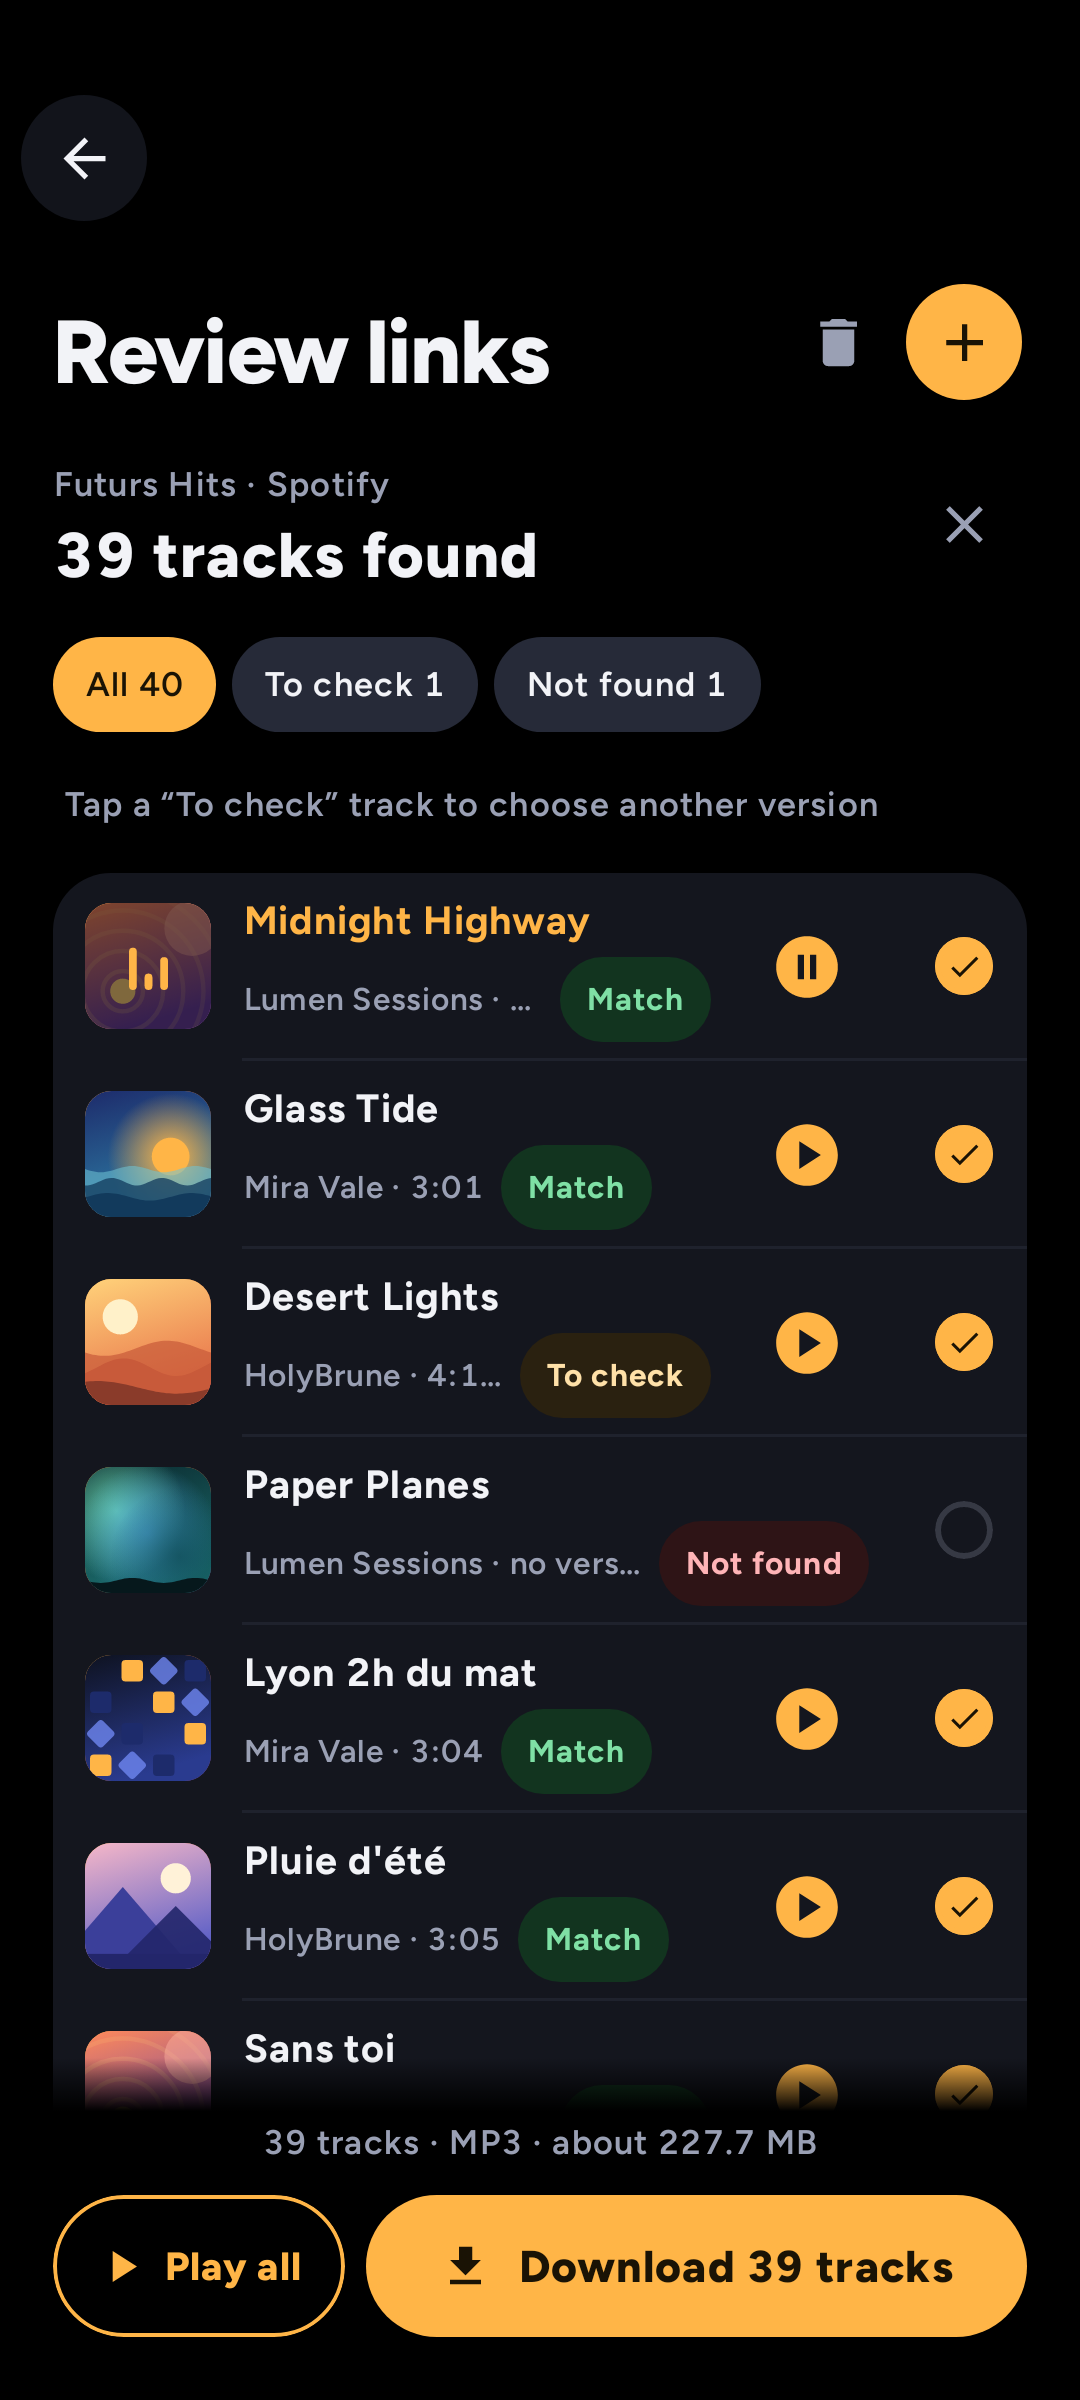 Review links
Futurs Hits · Spotify
39 tracks found
All 40
To check 1
Not found 1
Tap a “To check” track to choose another version
Midnight Highway
Lumen Sessions · ...
Match
Glass Tide
Mira Vale · 3:01
Match
Desert Lights
HolyBrune · 4:1...
To check
Paper Planes
Lumen Sessions · no vers...
Not found
Lyon 2h du mat
Mira Vale · 3:04
Match
Pluie d'été
HolyBrune · 3:05
Match
Sans toi
39 tracks · MP3 · about 227.7 MB
Play all
Download 39 tracks